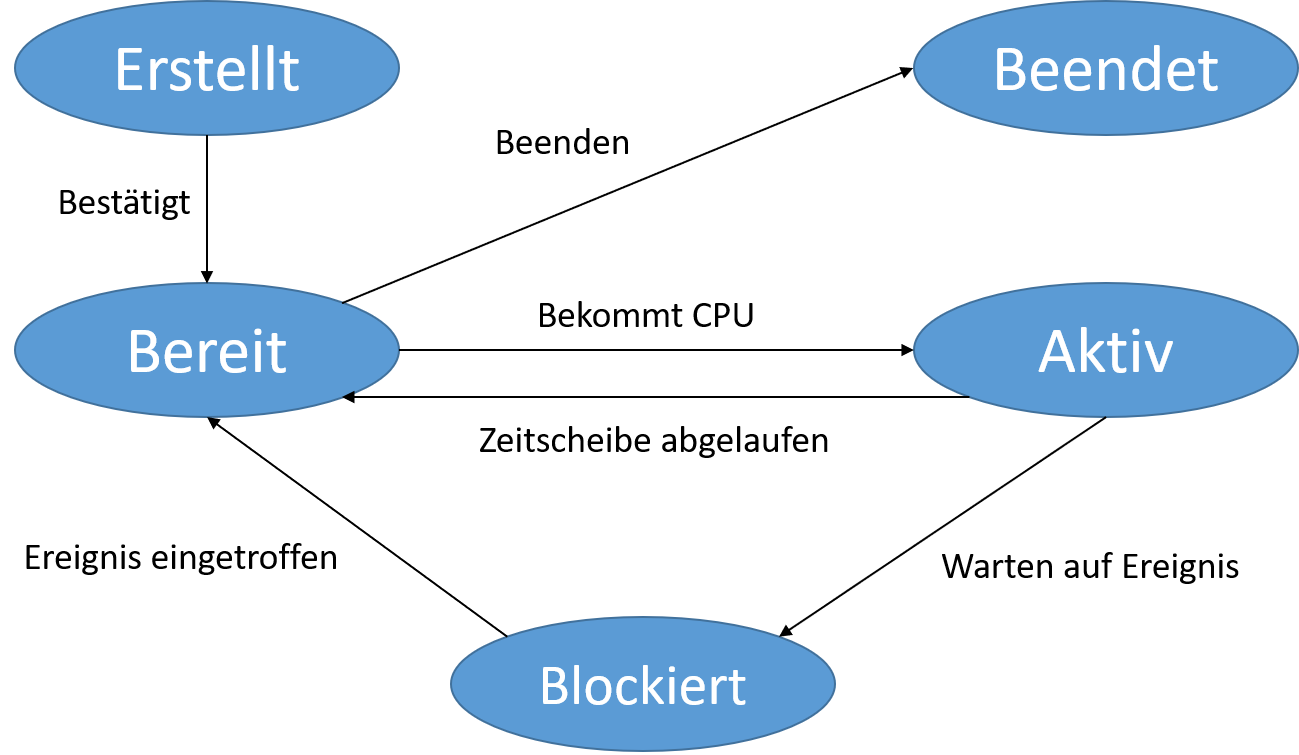 Erstellt
Beendet
Beenden
Bestätigt
Bekommt CPU
Bereit
Aktiv
Zeitscheibe abgelaufen
Ereignis eingetroffen
Warten auf Ereignis
Blockiert